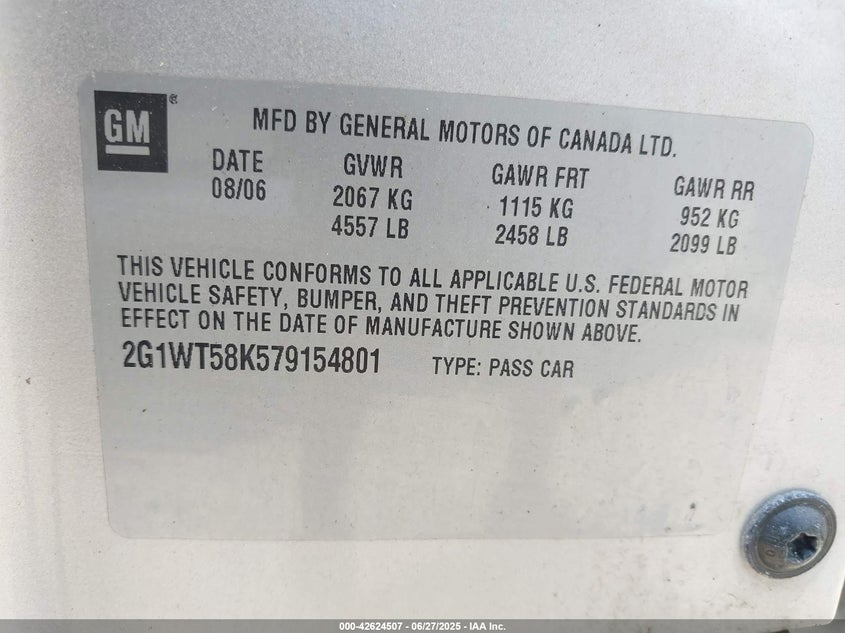 GM®
MFD BY GENERAL MOTORS OF CANADA LTD.
DATE GVWR GAWR FRT GAWR RR
08/06 2067 KG 1115 KG 952 KG
4557 LB 2458 LB 2099 LB
THIS VEHICLE CONFORMS TO ALL APPLICABLE U.S. FEDERAL MOTOR
VEHICLE SAFETY, BUMPER, AND THEFT PREVENTION STANDARDS IN
EFFECT ON THE DATE OF MANUFACTURE SHOWN ABOVE.
2G1WT58K579154801 TYPE: PASS CAR
000-42624507 - 06/27/2025 - IAA Inc.